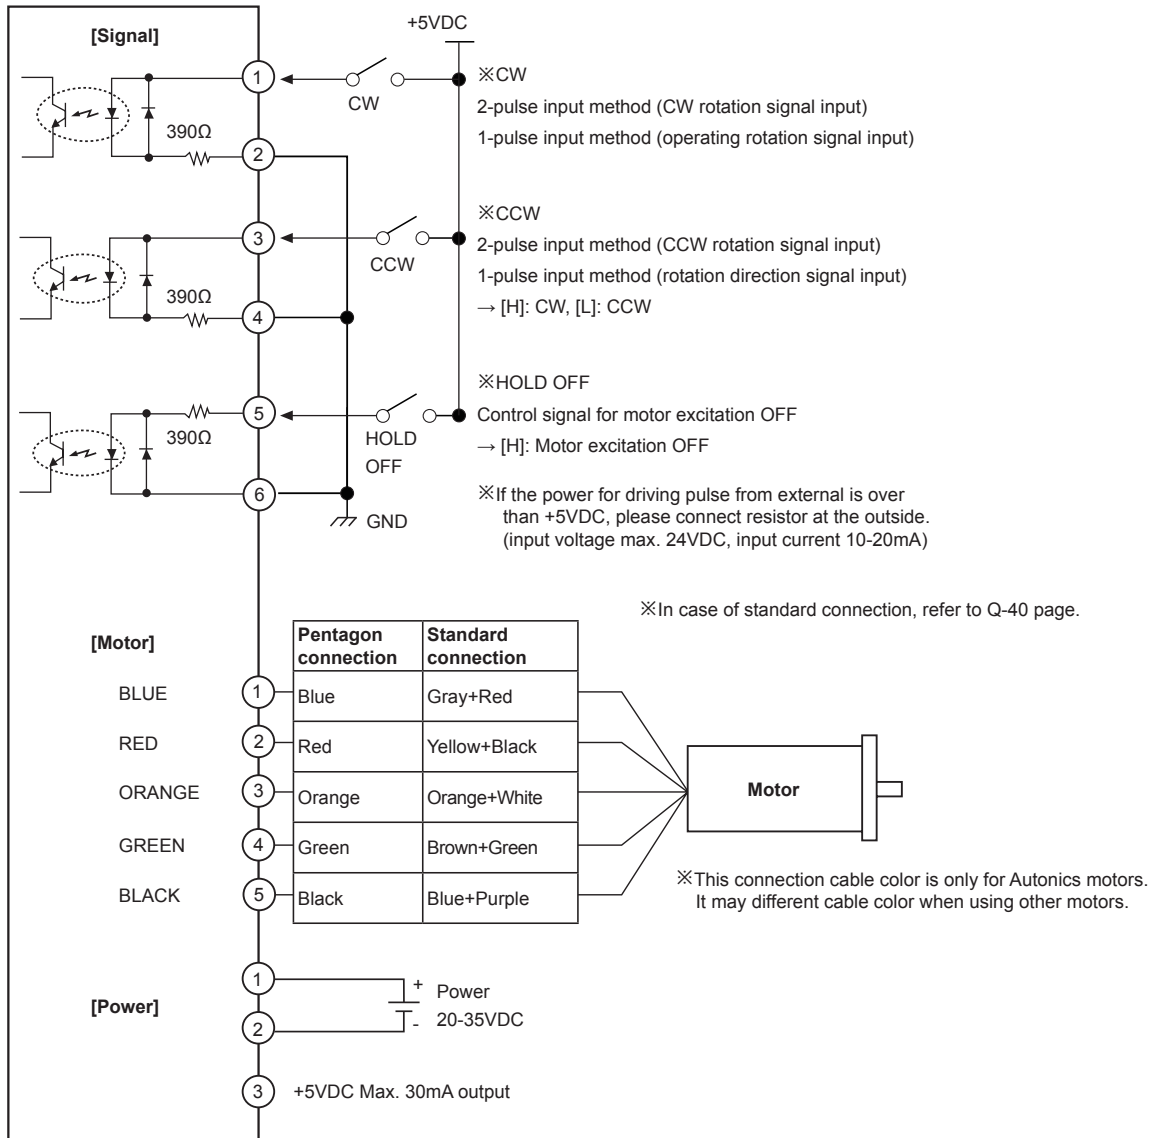 [Signal]
+5VDC
1
CW
※CW
2-pulse input method (CW rotation signal input)
1-pulse input method (operating rotation signal input)
390Ω
2
※CCW
3
CCW
2-pulse input method (CCW rotation signal input)
1-pulse input method (rotation direction signal input)
→ [H]: CW, [L]: CCW
390Ω
4
※HOLD OFF
5
Control signal for motor excitation OFF
390Ω
HOLD
OFF
→ [H]: Motor excitation OFF
6
GND
※If the power for driving pulse from external is over
than +5VDC, please connect resistor at the outside.
(input voltage max. 24VDC, input current 10-20mA)
※In case of standard connection, refer to Q-40 page.
[Motor]
Pentagon connection
Standard connection
BLUE 1 Blue Gray+Red
RED 2 Red Yellow+Black
ORANGE 3 Orange Orange+White
GREEN 4 Green Brown+Green
BLACK 5 Black Blue+Purple
Motor
※This connection cable color is only for Autonics motors.
It may different cable color when using other motors.
[Power]
1
+
Power
20-35VDC
-
2
3 +5VDC Max. 30mA output